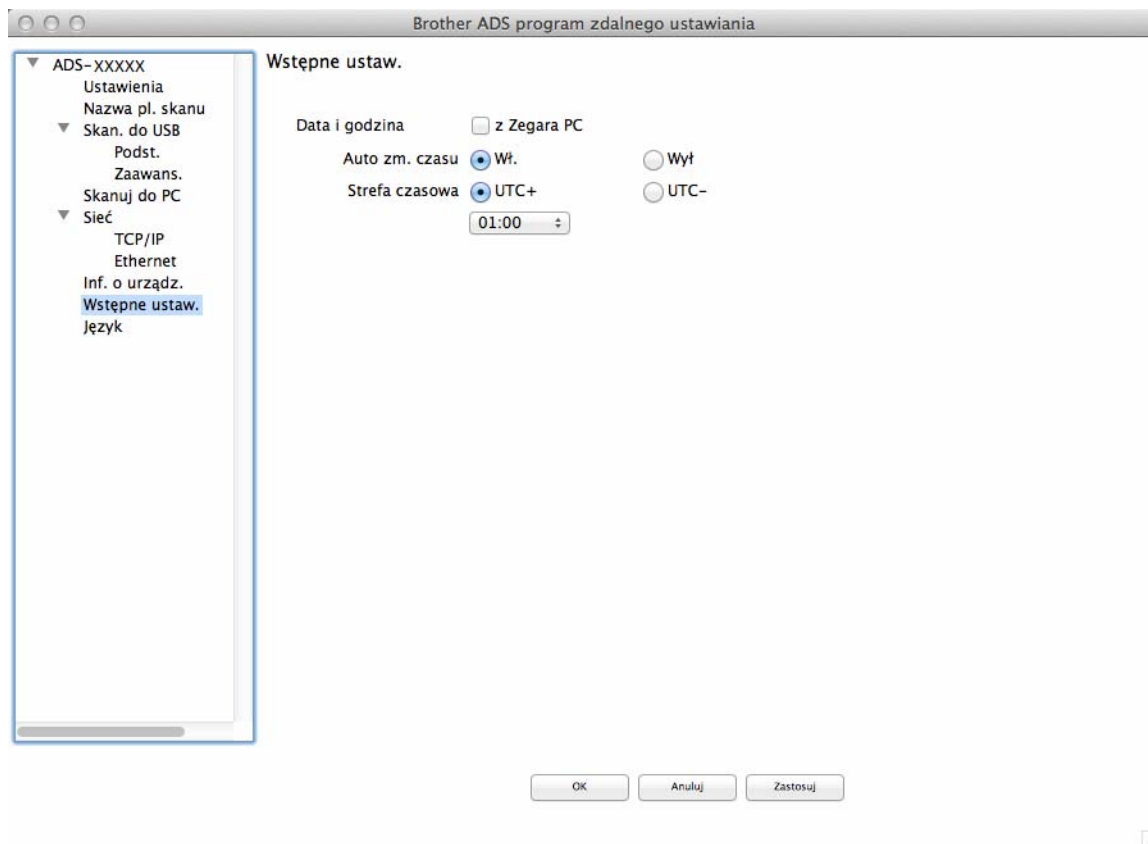 Brother ADS program zdalnego ustawiania
ADS-XXXXX
Ustawienia
Nazwa pl. skanu
Skan. do USB
Podst.
Zaawans.
Skanuj do PC
Sieć
TCP/IP
Ethernet
Inf. o urządz.
Wstępne ustaw.
Język
Wstępne ustaw.
Data i godzina z Zegara PC
Auto zm. czasu Wł. Wył
Strefa czasowa UTC+ UTC-
01:00
OK Anuluj Zastosuj